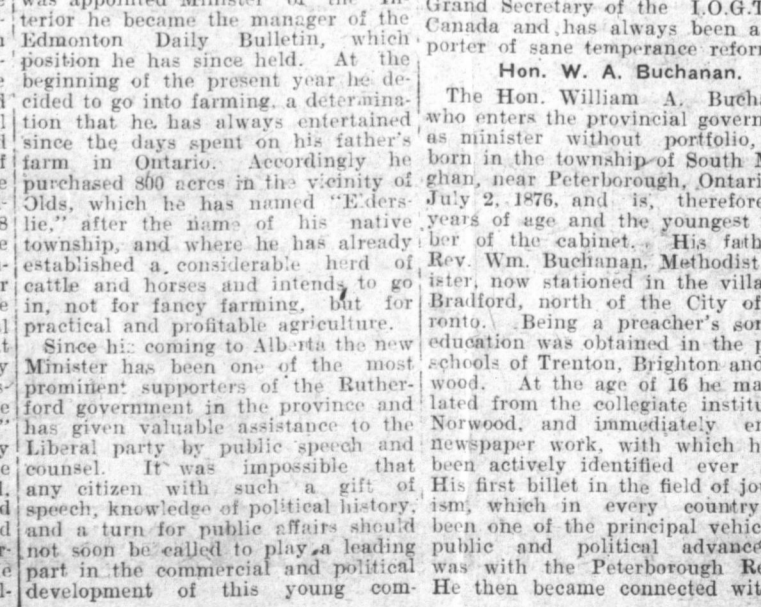 was appointed Minister of the In-
terior he became the manager of the
Edmonton Daily Bulletin, which
position he has since held. At the
beginning of the present year he de-
cided to go into farming, a determina-
tion that he has always entertained
since the days spent on his father's
farm in Ontario. Accordingly he
purchased 800 acres in the vicinity of
Olds, which he has named "Elders-
lie," after the name of his native
township, and where he has already
established a considerable herd of
cattle and horses and intends to go
in, not for fancy farming, but for
practical and profitable agriculture.
Since his coming to Alberta the new
Minister has been one of the most
prominent supporters of the Ruther-
ford government in the province and
has given valuable assistance to the
Liberal party by public speech and
counsel. It was impossible that
any citizen with such a gift of
speech, knowledge of political history,
and a turn for public affairs should
not soon be called to play a leading
part in the commercial and political
development of this young com-
Grand Secretary of the I.O.G.T
Canada and has always been a
porter of sane temperance refor
Hon. W. A. Buchanan.
The Hon. William A. Buch
who enters the provincial govern
as minister without portfolio,
born in the township of South M
ghan, near Peterborough, Ontari
July 2, 1876, and is, therefore
years of age and the youngest
ber of the cabinet. His fath
Rev. Wm. Buchanan, Methodist
ister, now stationed in the villa
Bradford, north of the City of
ronto. Being a preacher's son
education was obtained in the p
schools of Trenton, Brighton and
wood. At the age of 16 he ma
lated from the collegiate institu
Norwood, and immediately en
newspaper work, with which h
been actively identified ever
His first billet in the field of jo
ism, which in every country
been one of the principal vehic
public and political advance
was with the Peterborough Re
He then became connected wit